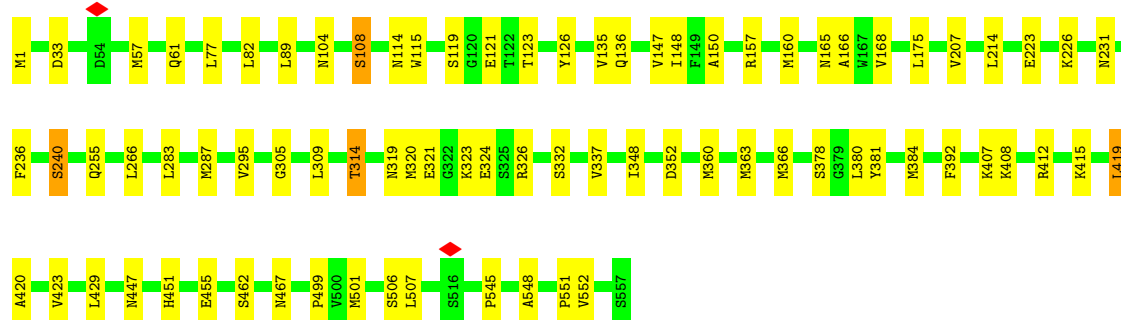 M1 D33 D54 M57 Q61 L77 L82 L89 N104 S108 N114 W115 S119 G120 E121 T122 T123 Y126 V135 Q136 V147 I148 F149 A150 R157 M160 N165 A166 W167 V168 L175 V207 L214 E223 K226 N231
F236 S240 Q255 L266 L283 M287 V295 G305 L309 T314 N319 M320 E321 G322 K323 E324 S325 R326 S332 V337 I348 D352 M360 M363 M366 S378 G379 L380 Y381 M384 F392 K407 K408 R412 K415 L419
A420 V423 L429 N447 H451 E455 S462 N467 P499 V500 M501 S506 L507 S516 P545 A548 P551 V552 S557